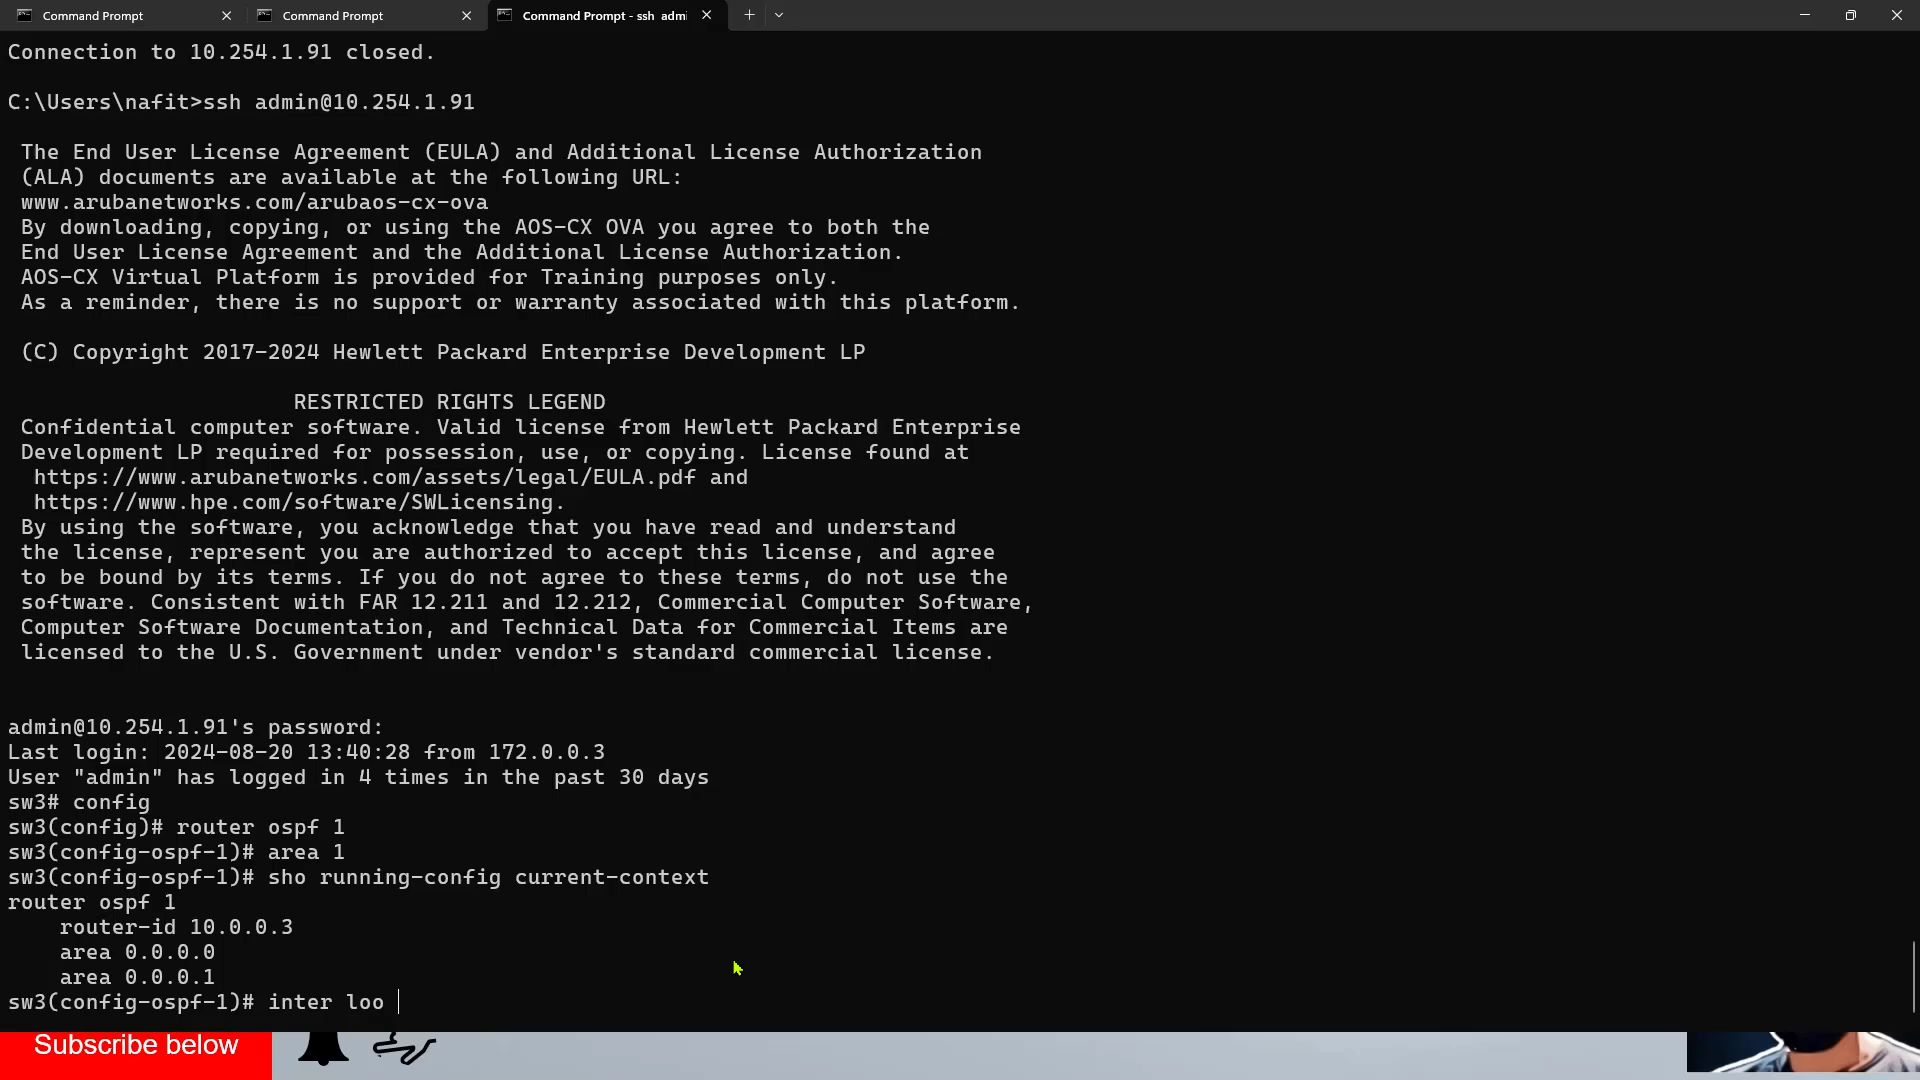 Command Prompt
Command Prompt
Command Prompt - ssh admi
Connection to 10.254.1.91 closed.
C:\Users\nafit>ssh admin@10.254.1.91
The End User License Agreement (EULA) and Additional License Authorization
(ALA) documents are available at the following URL:
www.arubanetworks.com/arubaos-cx-ova
By downloading, copying, or using the AOS-CX OVA you agree to both the
End User License Agreement and the Additional License Authorization.
AOS-CX Virtual Platform is provided for Training purposes only.
As a reminder, there is no support or warranty associated with this platform.
(C) Copyright 2017-2024 Hewlett Packard Enterprise Development LP
RESTRICTED RIGHTS LEGEND
Confidential computer software. Valid license from Hewlett Packard Enterprise
Development LP required for possession, use, or copying. License found at
https://www.arubanetworks.com/assets/legal/EULA.pdf and
https://www.hpe.com/software/SWLicensing.
By using the software, you acknowledge that you have read and understand
the license, represent you are authorized to accept this license, and agree
to be bound by its terms. If you do not agree to these terms, do not use the
software. Consistent with FAR 12.211 and 12.212, Commercial Computer Software,
Computer Software Documentation, and Technical Data for Commercial Items are
licensed to the U.S. Government under vendor's standard commercial license.
admin@10.254.1.91's password:
Last login: 2024-08-20 13:40:28 from 172.0.0.3
User "admin" has logged in 4 times in the past 30 days
sw3# config
sw3(config)# router ospf 1
sw3(config-ospf-1)# area 1
sw3(config-ospf-1)# sho running-config current-context
router ospf 1
router-id 10.0.0.3
area 0.0.0.0
area 0.0.0.1
sw3(config-ospf-1)# inter loo
Subscribe below